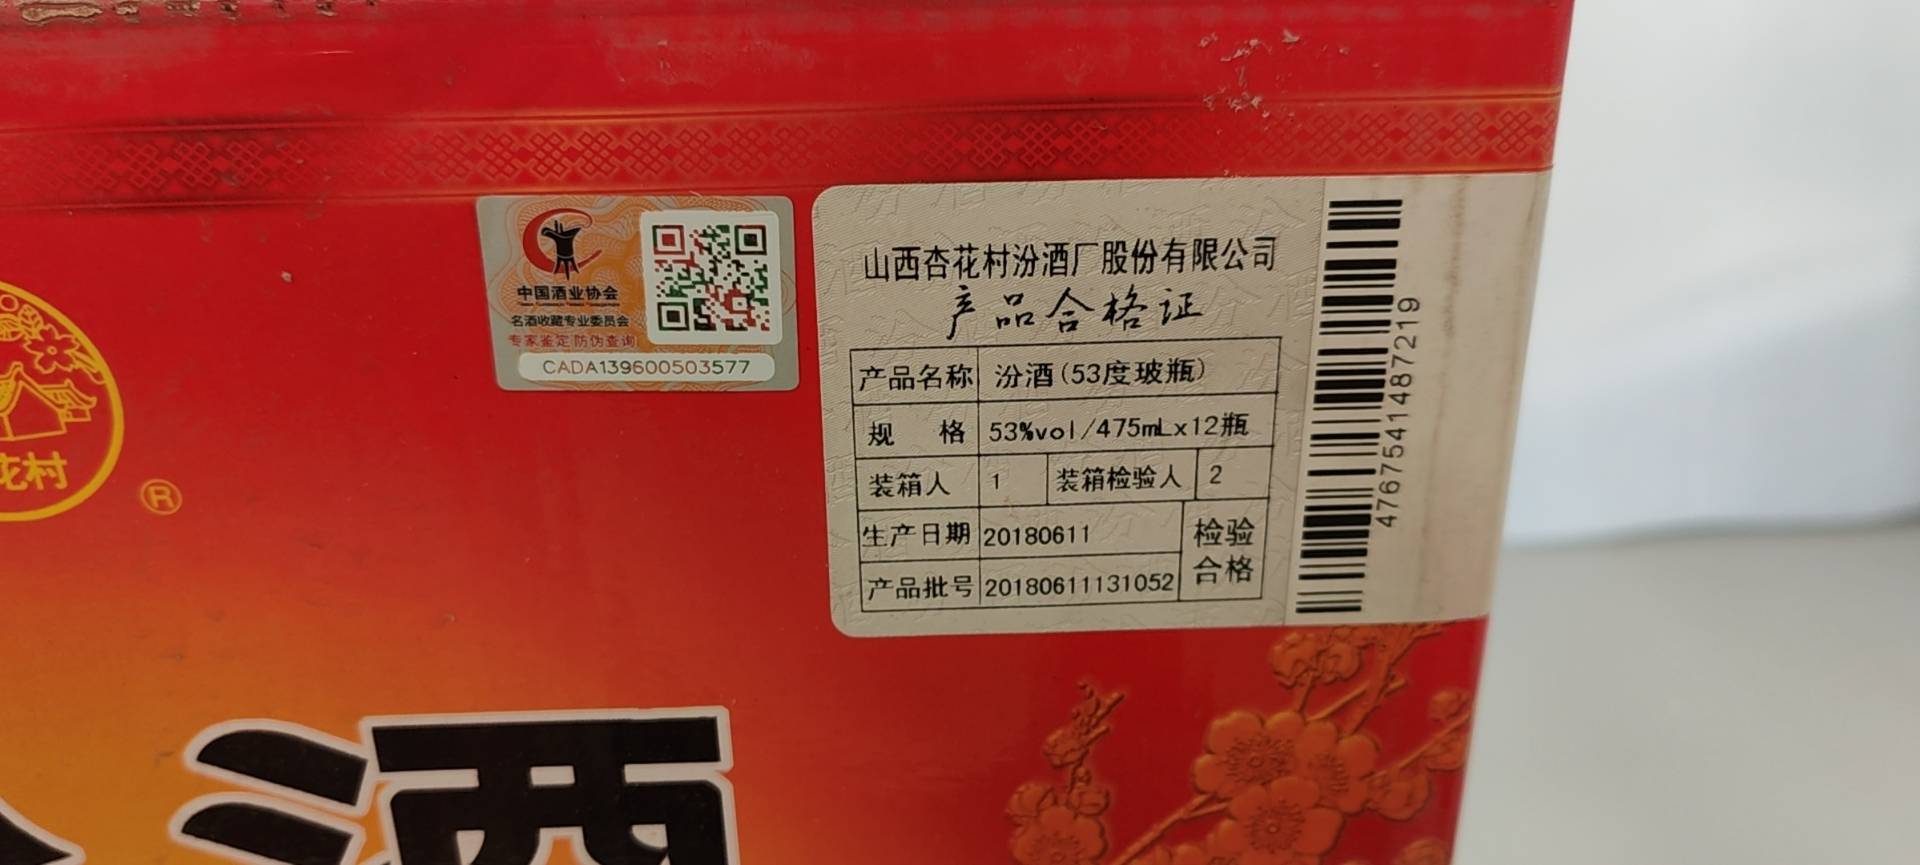 中国酒业协会
名酒收藏专业委员会
专家鉴定 防伪查询
CADA139600503577
山西杏花村汾酒厂股份有限公司
产品合格证
产品名称 汾酒(53度玻瓶)
规 格 53%vol/475mLx12瓶
装箱人 1 装箱检验人 2
生产日期 20180611 检验
产品批号 20180611131052 合格
4767541487219
花村
®
酒